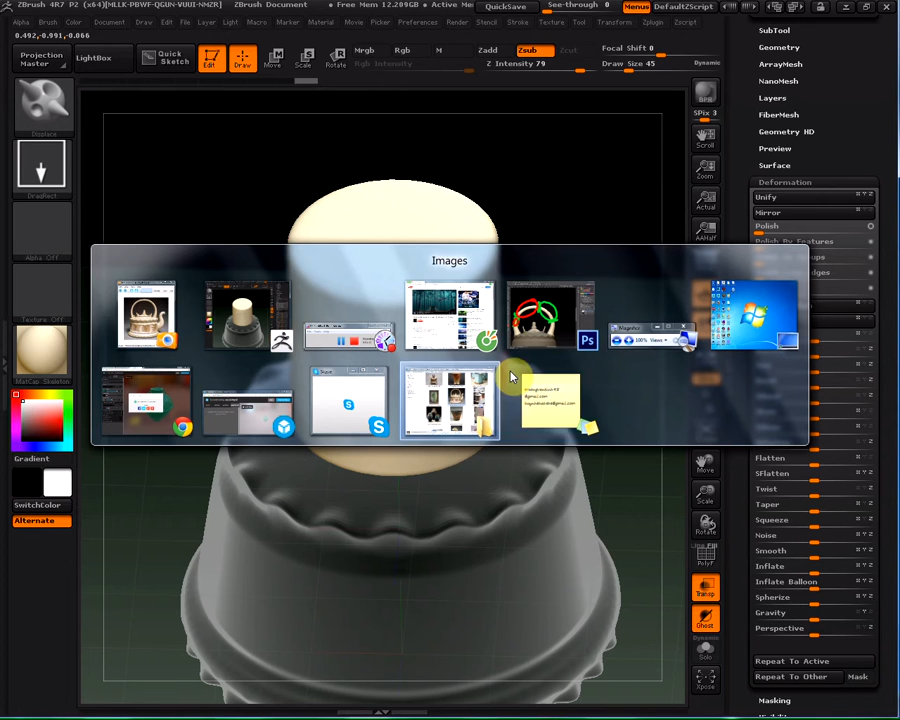 ZBrush 4R7 P2 (x64)[MLLK-PBWF-QGUN-VUUI-NMZR]
ZBrush Document
• Free Mem 12.209GB
QuickSave
See-through 0
Menus
DefaultZScript
Alpha
Brush
Color
Document
Draw
Edit
File
Layer
Light
Macro
Marker
Material
Movie
Picker
Preferences
Render
Stencil
Stroke
Texture
Tool
Transform
Zplugin
Zscript
0.492,-0.991,-0.066
Projection
Master
LightBox
Quick
Sketch
Edit
Draw
Move
Scale
Rotate
Mrgb
Rgb
M
Rgb Intensity
Zadd
Zsub
Zcut
Z Intensity 79
Focal Shift 0
Draw Size 45
Dynamic
Displace
DragRect
Alpha Off
Texture Off
MatCap Skeleton
Gradient
SwitchColor
Alternate
BPR
SPix 3
Scroll
Zoom
Actual
AAHalf
Move
Scale
Rotate
Line Fill
PolyF
Transp
Ghost
Dynamic
Solo
Xpose
Images
Ps
100%
Views
SubTool
Geometry
ArrayMesh
NanoMesh
Layers
FiberMesh
Geometry HD
Preview
Surface
Deformation
Unify
Mirror
Polish
Polish By Features
Flatten
SFlatten
Twist
Taper
Squeeze
Noise
Smooth
Inflate
Inflate Balloon
Spherize
Gravity
Perspective
Repeat To Active
Repeat To Other
Mask
Masking